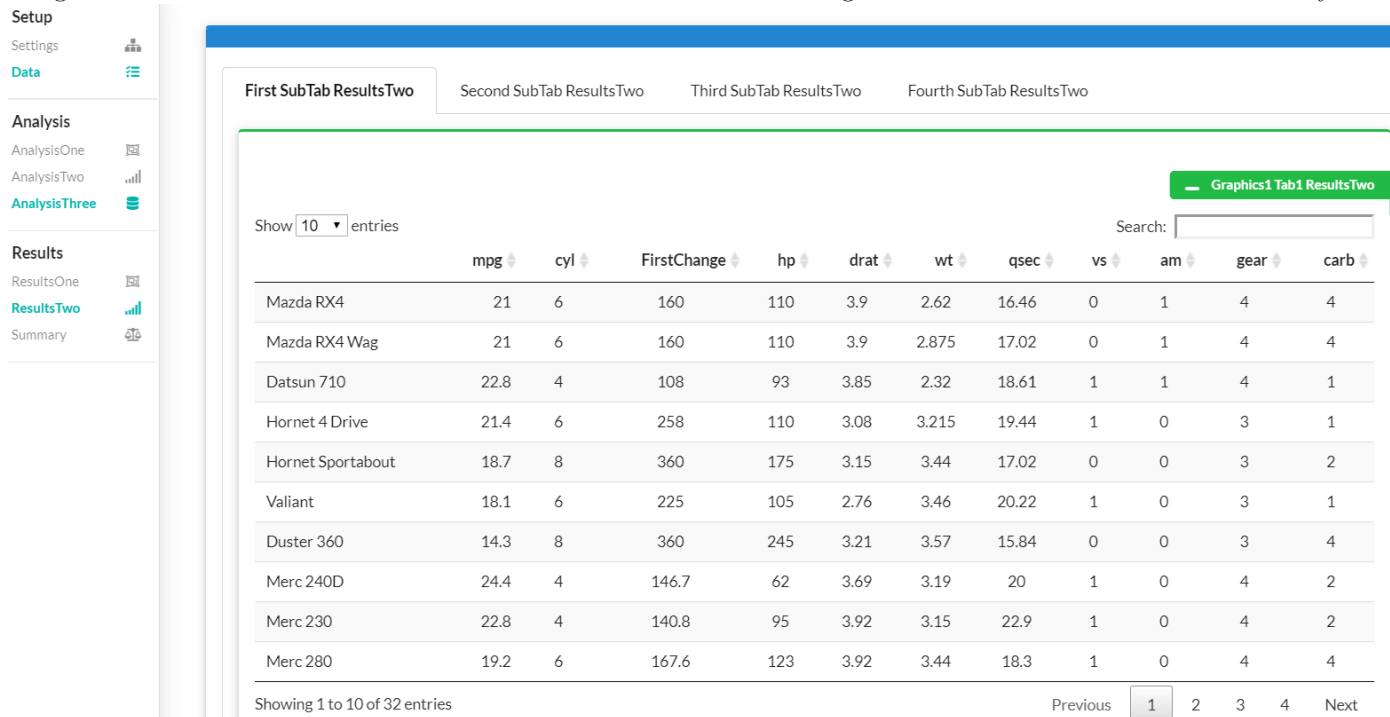 Setup
Settings
Data
Analysis
AnalysisOne
AnalysisTwo
AnalysisThree
Results
ResultsOne
ResultsTwo
Summary
First SubTab ResultsTwo Second SubTab ResultsTwo Third SubTab ResultsTwo Fourth SubTab ResultsTwo
Graphics1 Tab1 ResultsTwo
Show 10 entries Search:
mpg cyl FirstChange hp drat wt qsec vs am gear carb
Mazda RX4 21 6 160 110 3.9 2.62 16.46 0 1 4 4
Mazda RX4 Wag 21 6 160 110 3.9 2.875 17.02 0 1 4 4
Datsun 710 22.8 4 108 93 3.85 2.32 18.61 1 1 4 1
Hornet 4 Drive 21.4 6 258 110 3.08 3.215 19.44 1 0 3 1
Hornet Sportabout 18.7 8 360 175 3.15 3.44 17.02 0 0 3 2
Valiant 18.1 6 225 105 2.76 3.46 20.22 1 0 3 1
Duster 360 14.3 8 360 245 3.21 3.57 15.84 0 0 3 4
Merc 240D 24.4 4 146.7 62 3.69 3.19 20 1 0 4 2
Merc 230 22.8 4 140.8 95 3.92 3.15 22.9 1 0 4 2
Merc 280 19.2 6 167.6 123 3.92 3.44 18.3 1 0 4 4
Showing 1 to 10 of 32 entries Previous 1 2 3 4 Next